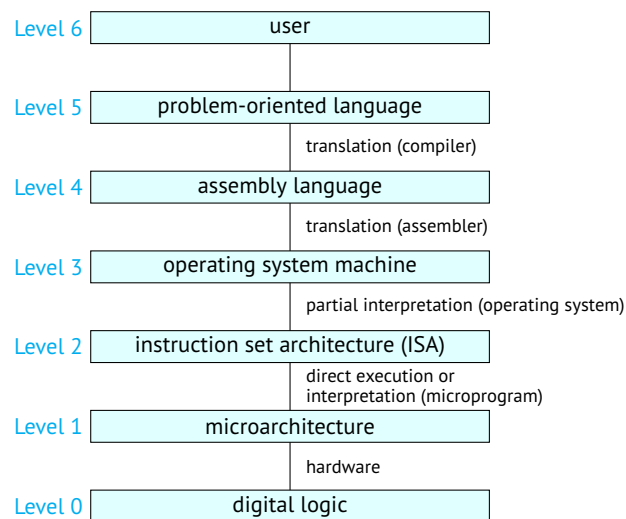 Level 6 user
Level 5 problem-oriented language
translation (compiler)
Level 4 assembly language
translation (assembler)
Level 3 operating system machine
partial interpretation (operating system)
Level 2 instruction set architecture (ISA)
direct execution or
interpretation (microprogram)
Level 1 microarchitecture
hardware
Level 0 digital logic